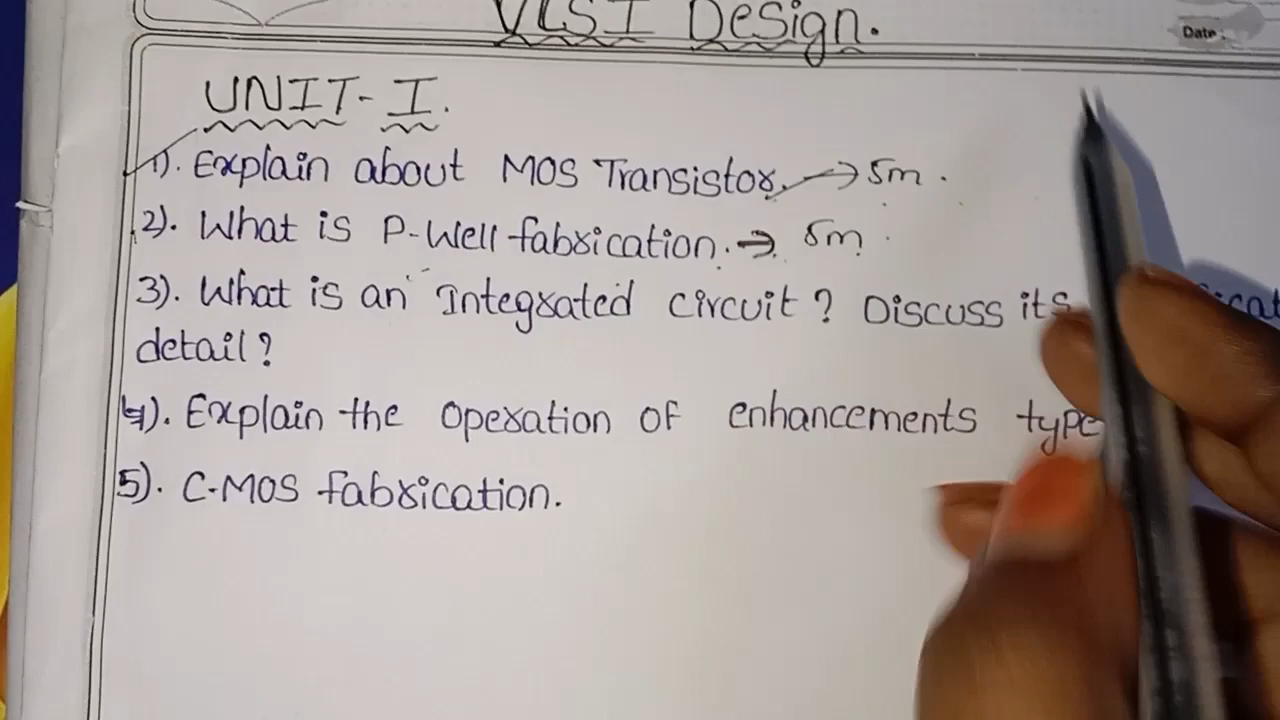 VLSI Design.
Date:
UNIT-I.
1). Explain about MOS Transistor. → 5m.
2). What is P-Well fabrication. → 5m.
3). What is an Integrated circuit? Discuss its
detail?
4). Explain the operation of enhancements type
5). C-MOS fabrication.